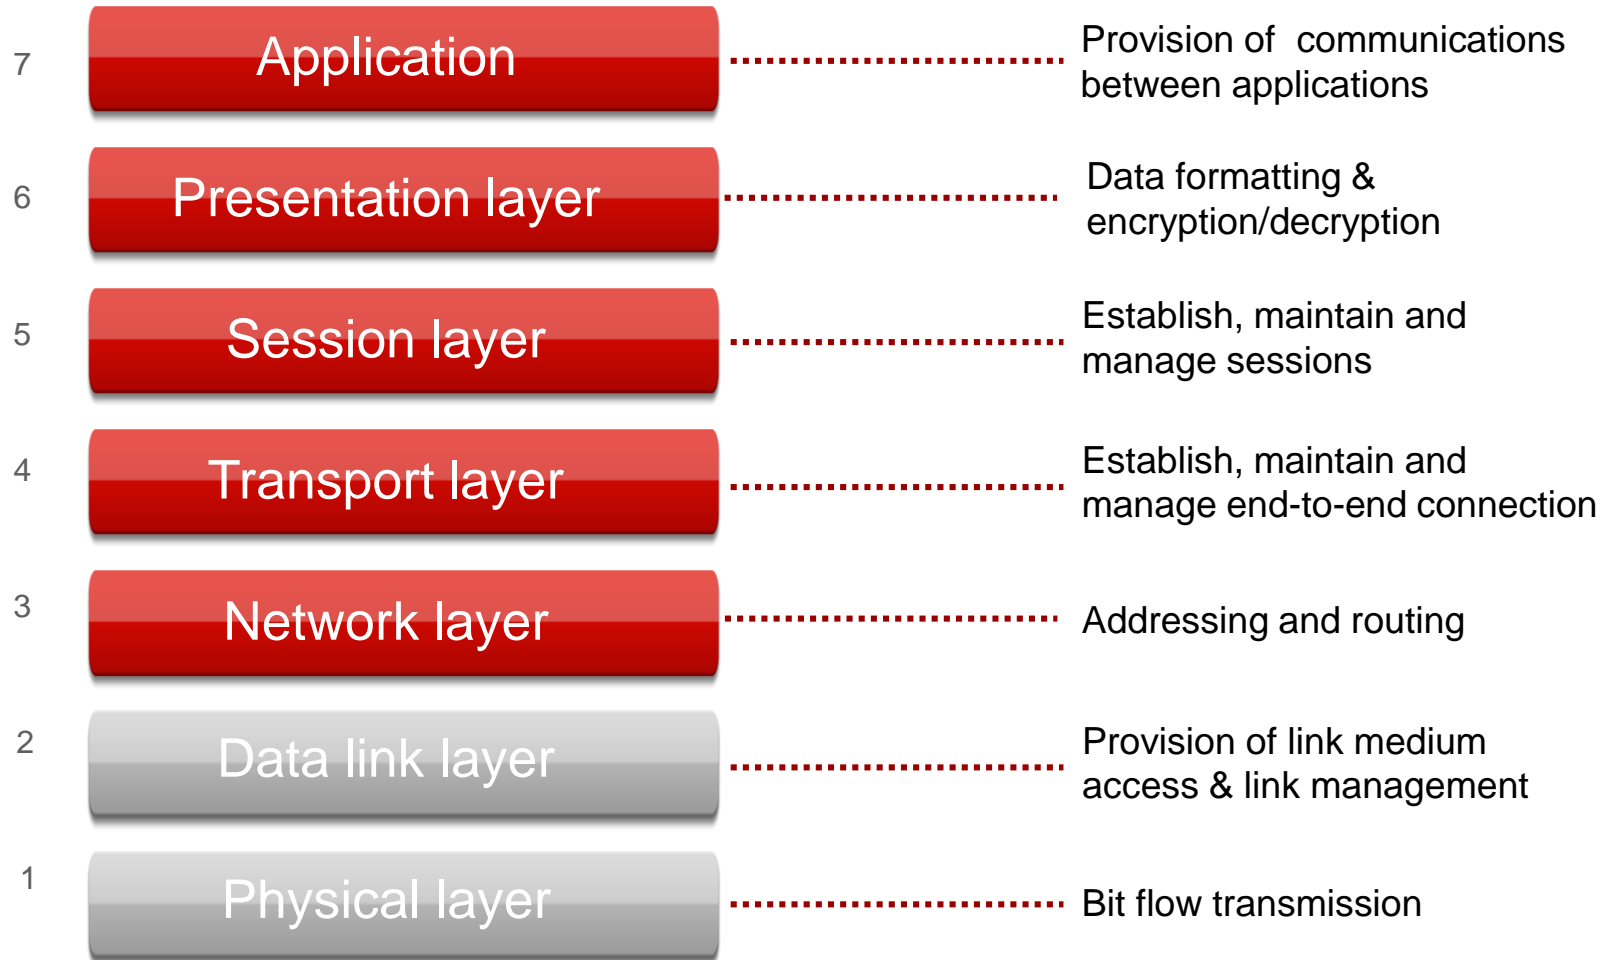 7
Application
Provision of communications
between applications
6
Presentation layer
Data formatting &
encryption/decryption
5
Session layer
Establish, maintain and
manage sessions
4
Transport layer
Establish, maintain and
manage end-to-end connection
3
Network layer
Addressing and routing
2
Data link layer
Provision of link medium
access & link management
1
Physical layer
Bit flow transmission